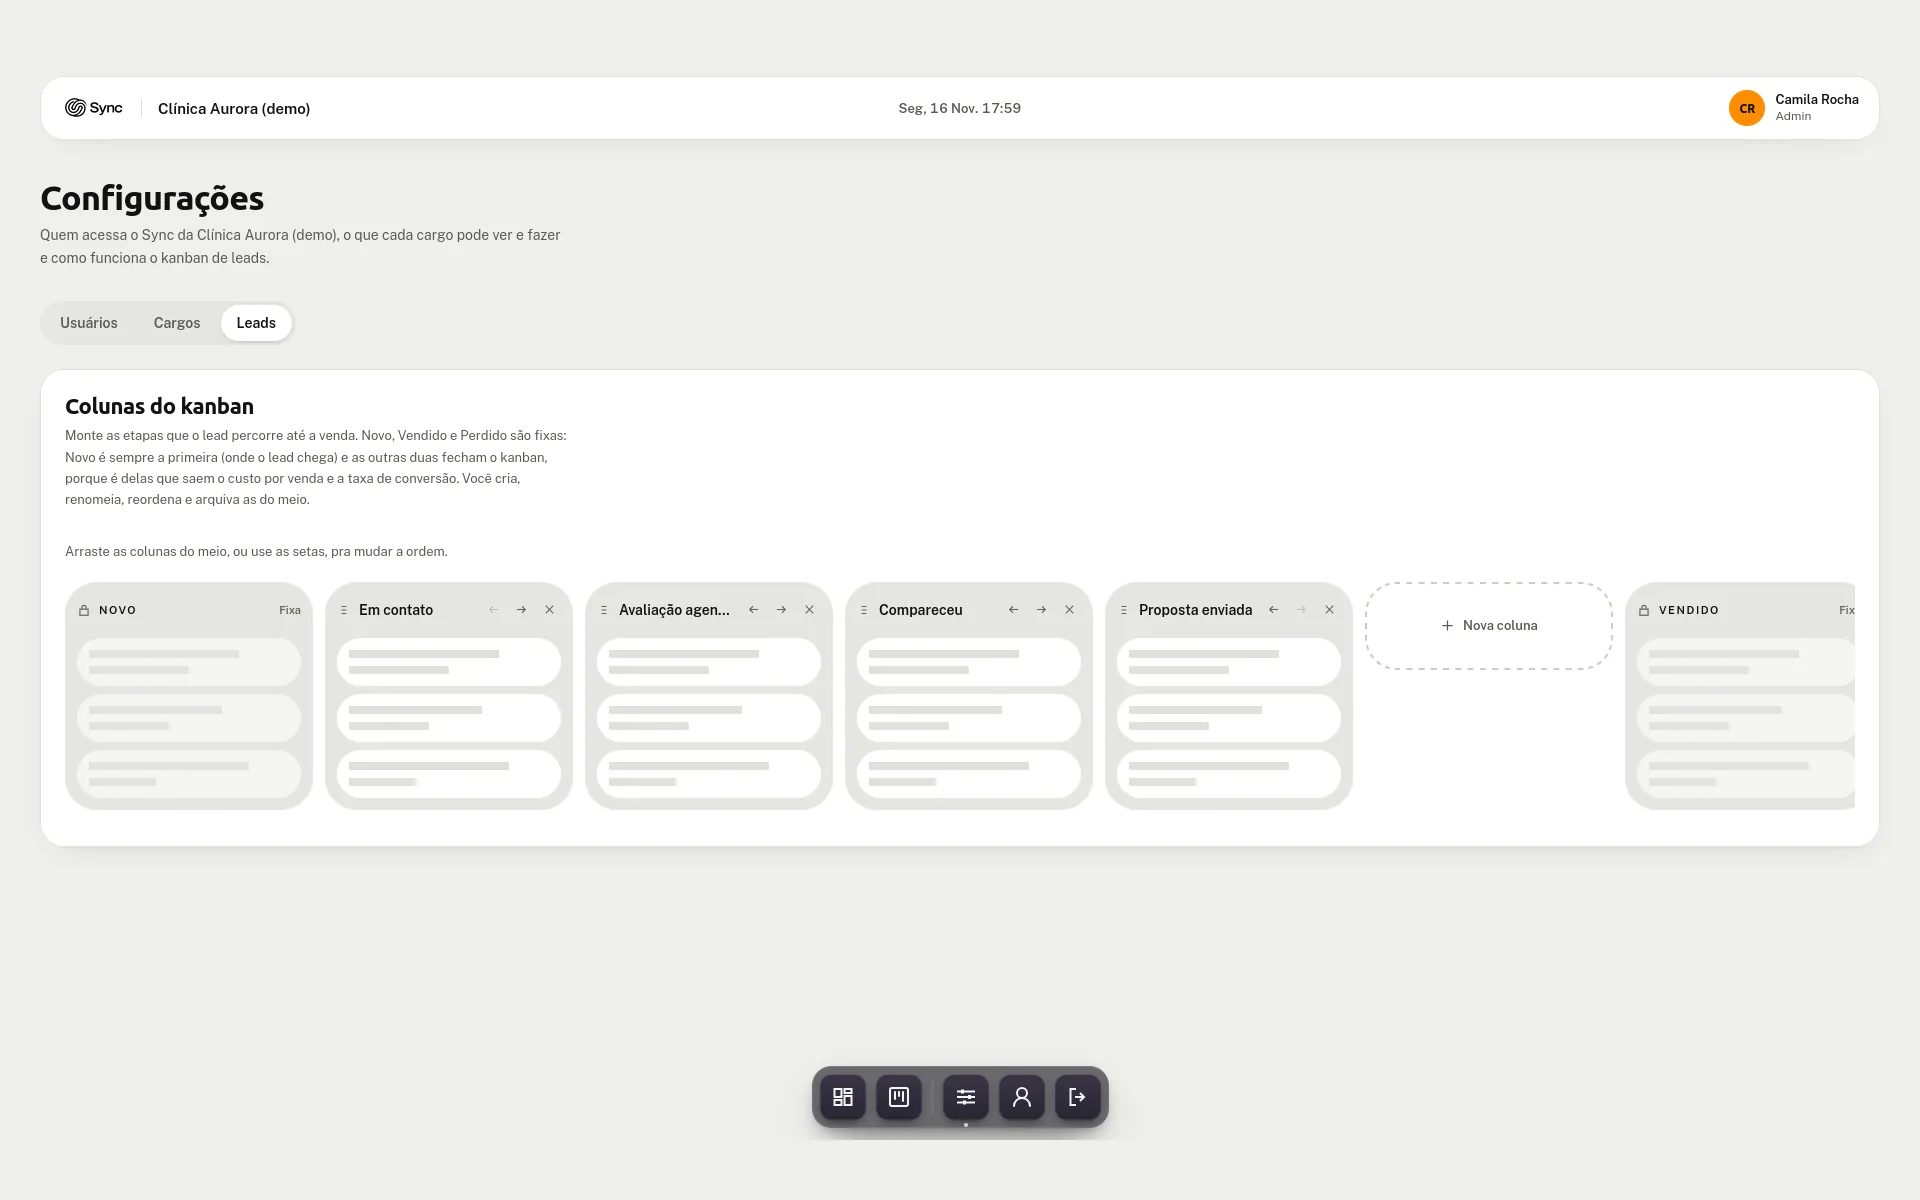 Sync
Clínica Aurora (demo)
Seg, 16 Nov. 17:59
CR
Camila Rocha
Admin
Configurações
Quem acessa o Sync da Clínica Aurora (demo), o que cada cargo pode ver e fazer
e como funciona o kanban de leads.
Usuários
Cargos
Leads
Colunas do kanban
Monte as etapas que o lead percorre até a venda. Novo, Vendido e Perdido são fixas:
Novo é sempre a primeira (onde o lead chega) e as outras duas fecham o kanban,
porque é delas que saem o custo por venda e a taxa de conversão. Você cria,
renomeia, reordena e arquiva as do meio.
Arraste as colunas do meio, ou use as setas, pra mudar a ordem.
NOVO
Fixa
Em contato
Avaliação agen...
Compareceu
Proposta enviada
Nova coluna
VENDIDO
Fix